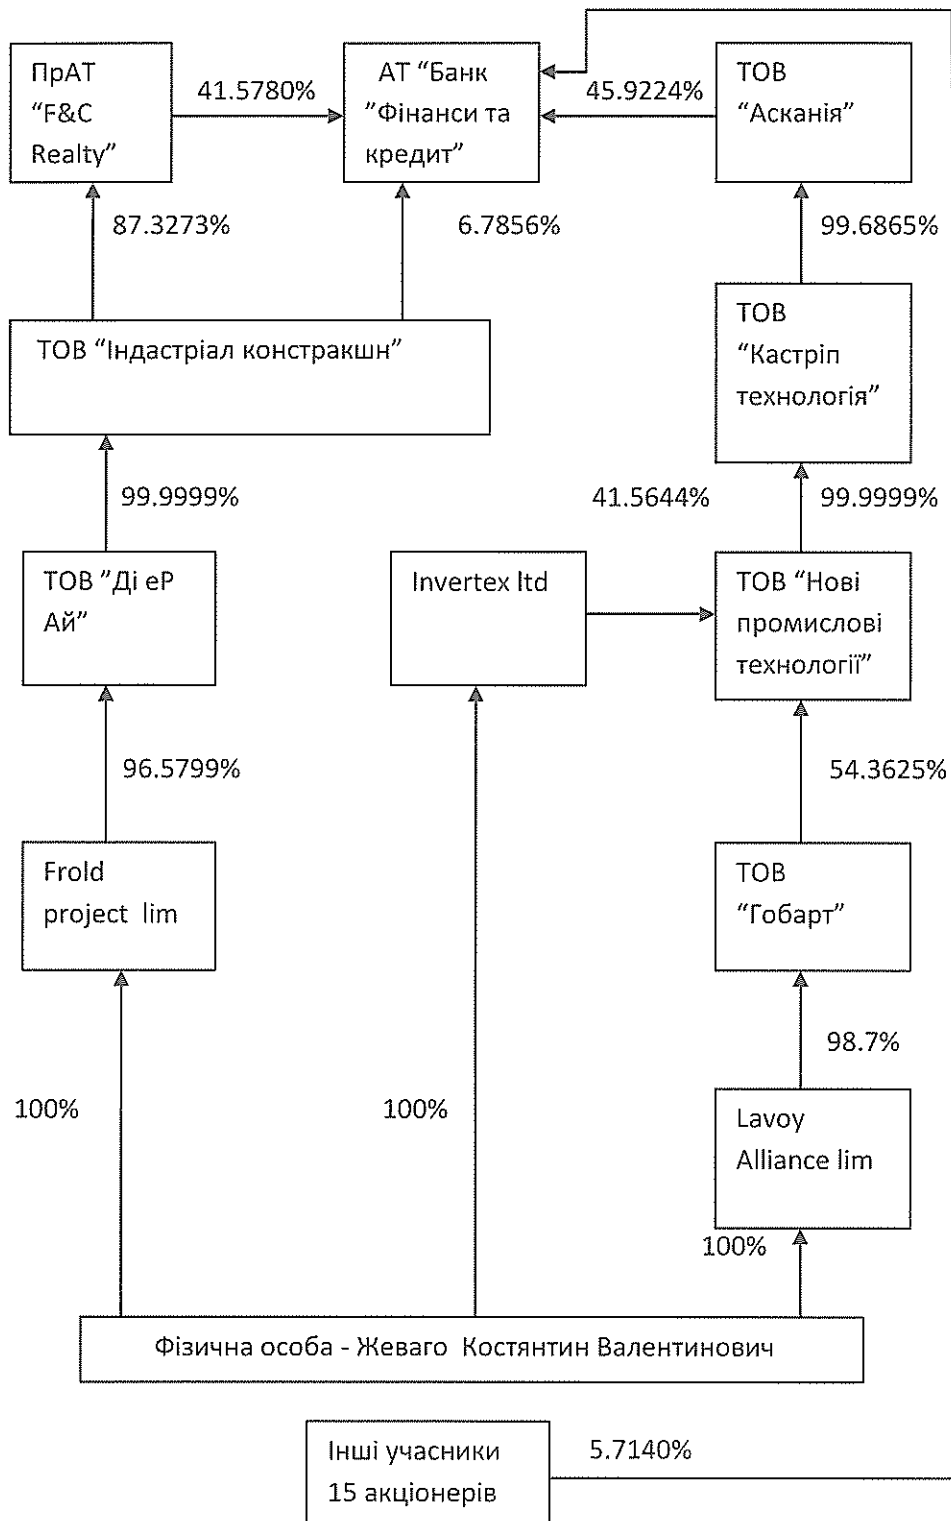 ПрАТ
“F&C
Realty”
41.5780%
АТ “Банк
”Фінанси та
кредит”
45.9224%
ТОВ
“Асканія”
87.3273%
6.7856%
99.6865%
ТОВ “Індастріал констракшн”
ТОВ
“Кастріп
технологія”
99.9999%
41.5644%
99.9999%
ТОВ ”Ді еР
Ай”
Invertex ltd
ТОВ “Нові
промислові
технології”
96.5799%
54.3625%
Frold
project lim
ТОВ
“Гобарт”
98.7%
100%
100%
Lavoy
Alliance lim
100%
Фізична особа - Жеваго Костянтин Валентинович
Інші учасники
15 акціонерів
5.7140%